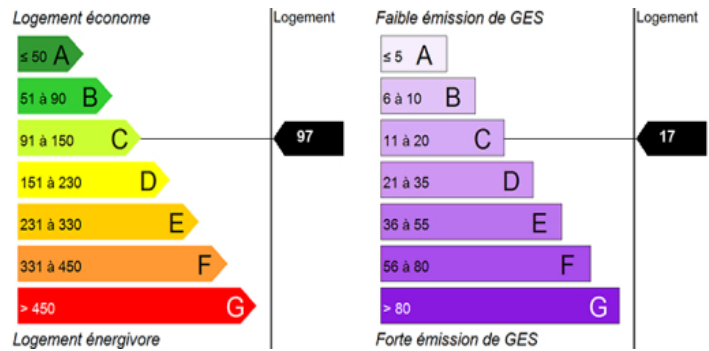 Logement économe
Logement
≤ 50 A
51 à 90 B
91 à 150 C
97
151 à 230 D
231 à 330 E
331 à 450 F
> 450 G
Logement énergivore
Faible émission de GES
Logement
≤ 5 A
6 à 10 B
11 à 20 C
17
21 à 35 D
36 à 55 E
56 à 80 F
> 80 G
Forte émission de GES